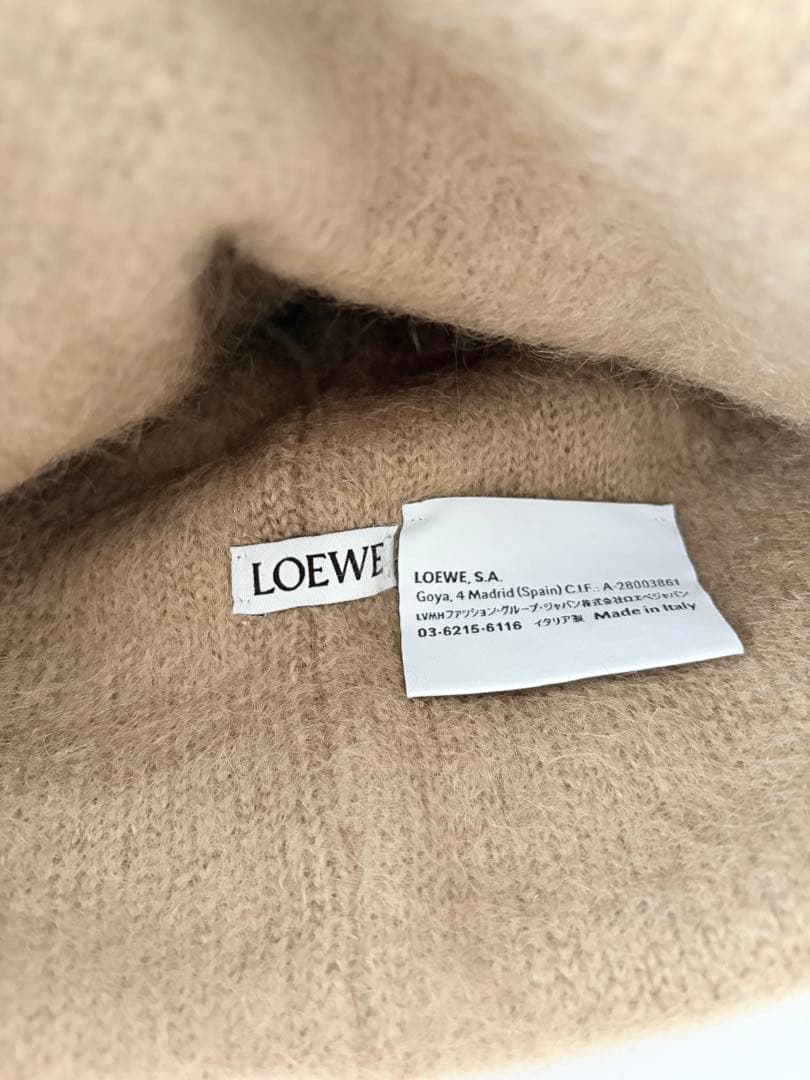 LOEWE
LOEWE, S.A.
Goya, 4 Madrid (Spain) C.I.F.: A-28003861
LVMHファッション・グループ・ジャパン株式会社ロエベジャパン
03-6215-6116 イタリア製 Made in Italy